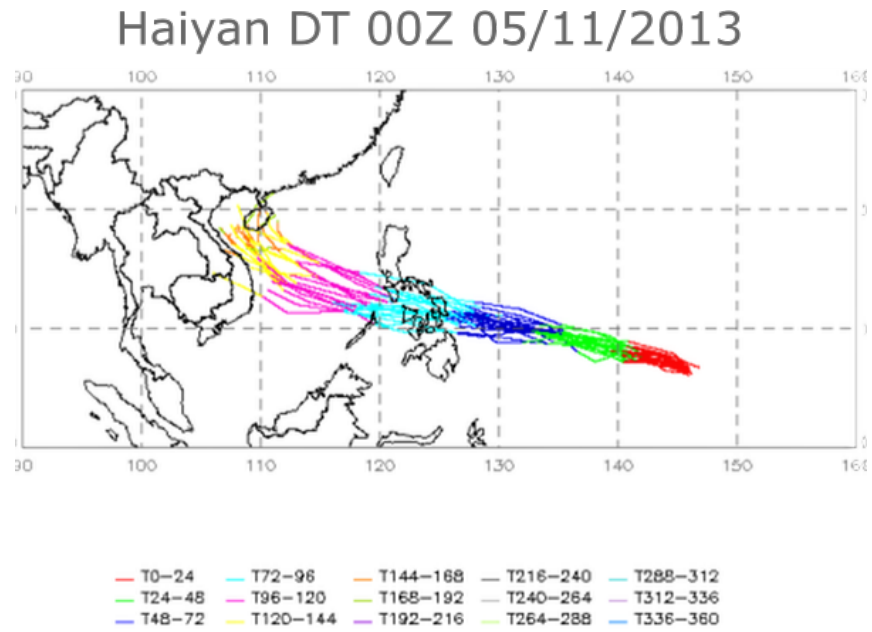 Haiyan DT 00Z 05/11/2013
90 100 110 120 130 140 150
90 100 110 120 130 140 150
T0-24 T72-96 T144-168 T216-240 T288-312
T24-48 T96-120 T168-192 T240-264 T312-336
T48-72 T120-144 T192-216 T264-288 T336-360